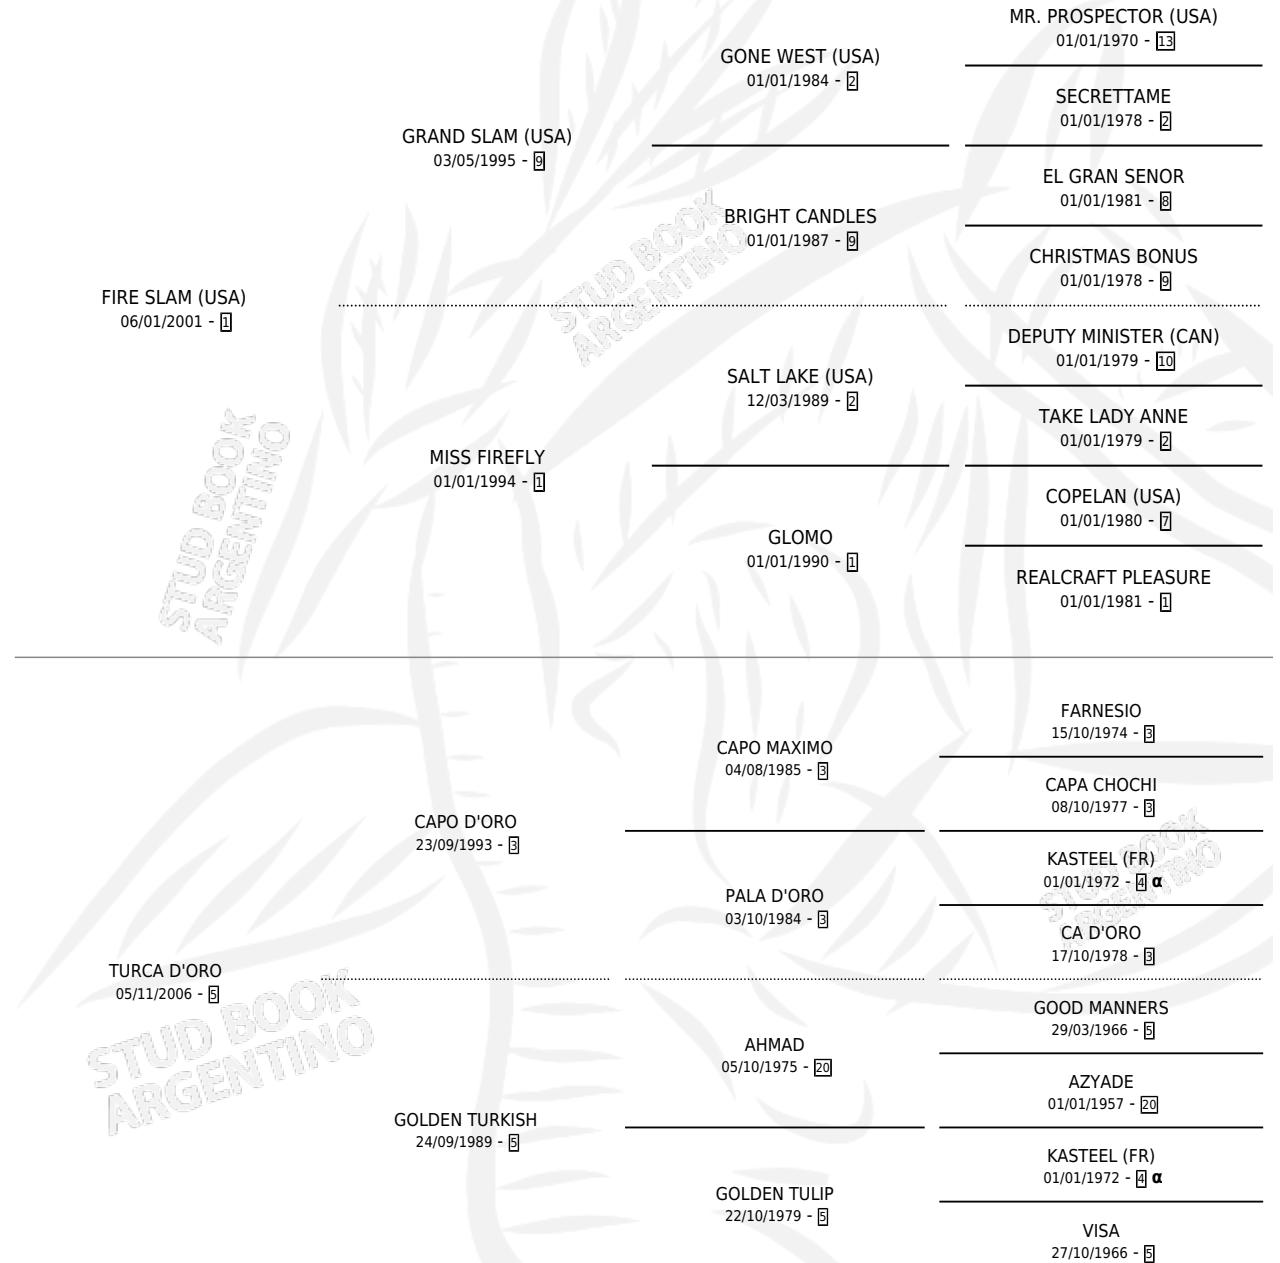 MR. PROSPECTOR (USA)
01/01/1970 - 13
GONE WEST (USA)
01/01/1984 - 2
SECRETTAME
01/01/1978 - 2
GRAND SLAM (USA)
03/05/1995 - 9
EL GRAN SENOR
01/01/1981 - 8
BRIGHT CANDLES
01/01/1987 - 9
CHRISTMAS BONUS
01/01/1978 - 9
FIRE SLAM (USA)
06/01/2001 - 1
DEPUTY MINISTER (CAN)
01/01/1979 - 10
SALT LAKE (USA)
12/03/1989 - 2
TAKE LADY ANNE
01/01/1979 - 2
MISS FIREFLY
01/01/1994 - 1
COPELAN (USA)
01/01/1980 - 7
GLOMO
01/01/1990 - 1
REALCRAFT PLEASURE
01/01/1981 - 1
FARNESIO
15/10/1974 - 3
CAPO MAXIMO
04/08/1985 - 3
CAPA CHOCHI
08/10/1977 - 3
CAPO D'ORO
23/09/1993 - 3
KASTEEL (FR)
01/01/1972 - 4 α
PALA D'ORO
03/10/1984 - 3
CA D'ORO
17/10/1978 - 3
TURCA D'ORO
05/11/2006 - 5
GOOD MANNERS
29/03/1966 - 5
AHMAD
05/10/1975 - 20
AZYADE
01/01/1957 - 20
GOLDEN TURKISH
24/09/1989 - 5
KASTEEL (FR)
01/01/1972 - 4 α
GOLDEN TULIP
22/10/1979 - 5
VISA
27/10/1966 - 5
STUD BOOK
ARGENTINO
STUD BOOK
ARGENTINO
STUD BOOK
ARGENTINO
STUD BOOK
ARGENTINO